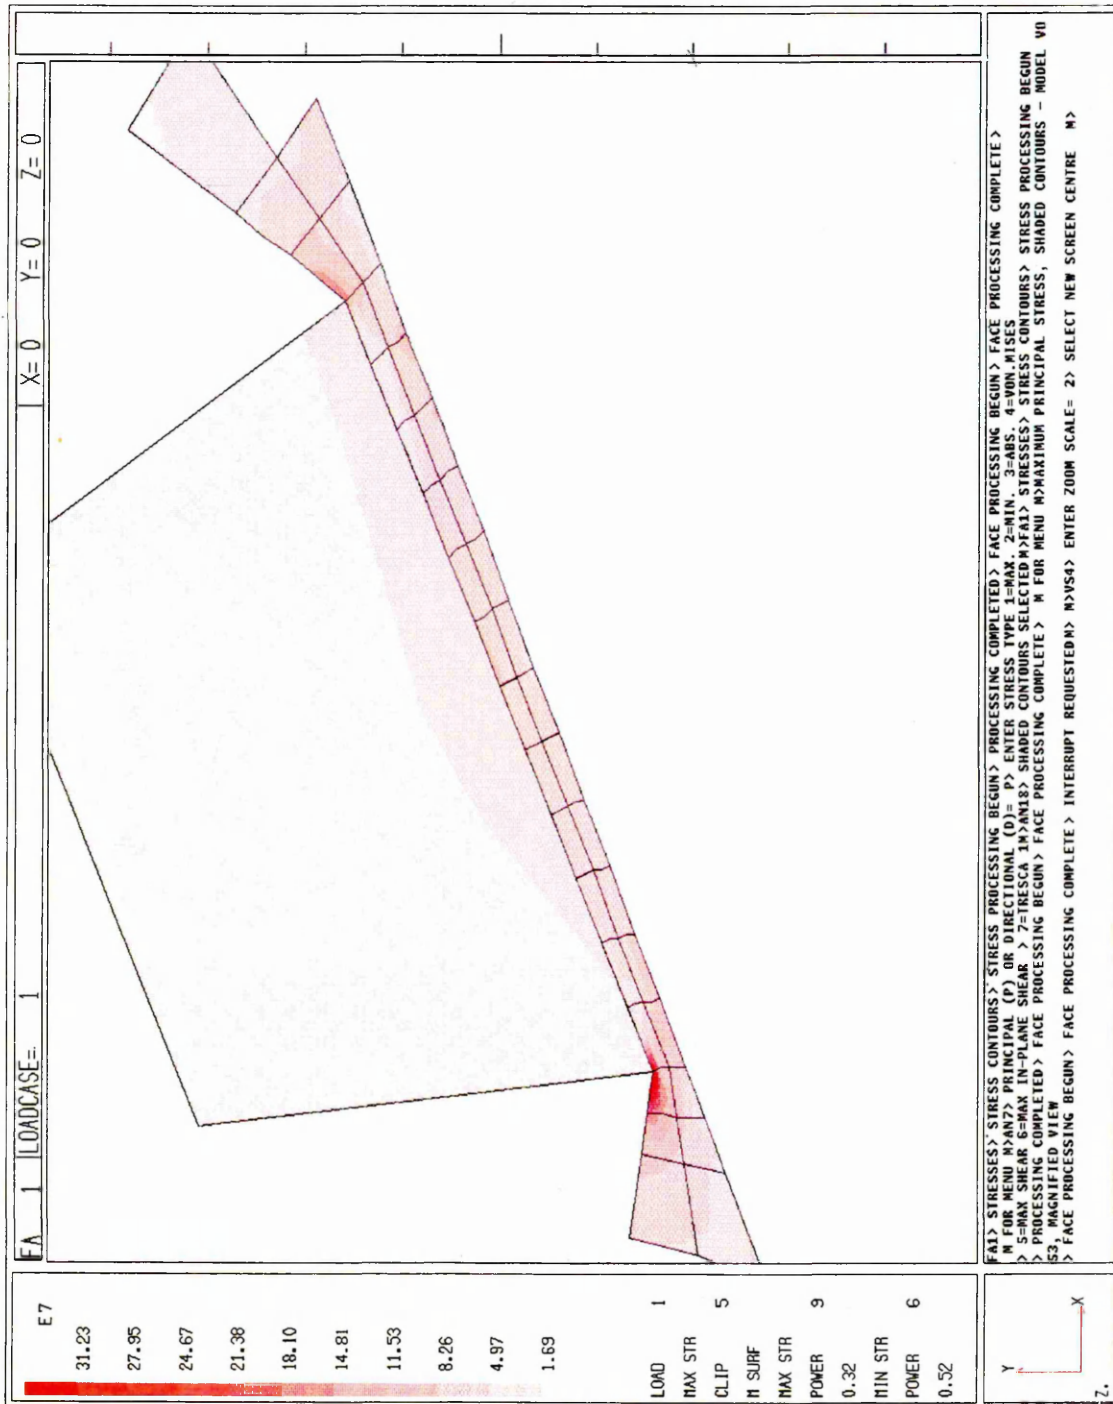 FA 1 LOADCASE= 1 X= 0 Y= 0 Z= 0
E7
31.23
27.95
24.67
21.38
18.10
14.81
11.53
8.26
4.97
1.69
LOAD 1
MAX STR
CLIP 5
M SURF
MAX STR
POWER 9
0.32
MIN STR
POWER 6
0.52
FA1> STRESSES> STRESS CONTOURS> STRESS PROCESSING BEGUN> PROCESSING COMPLETED> FACE PROCESSING BEGUN> FACE PROCESSING COMPLETE>
M FOR MENU M>AN7> PRINCIPAL (P) OR DIRECTIONAL (D)= P> ENTER STRESS TYPE 1=MAX. 2=MIN. 3=ABS. 4=VON.MISES
> 5=MAX SHEAR 6=MAX IN-PLANE SHEAR > 7=TRESCA 1M>AN18> SHADED CONTOURS SELECTED M>FA1> STRESSES> STRESS CONTOURS> STRESS PROCESSING BEGUN
> PROCESSING COMPLETED> FACE PROCESSING BEGUN> FACE PROCESSING COMPLETE> M FOR MENU M>MAXIMUM PRINCIPAL STRESS, SHADED CONTOURS - MODEL VO
S3, MAGNIFIED VIEW
> FACE PROCESSING BEGUN> FACE PROCESSING COMPLETE> INTERRUPT REQUESTED M> M>VS4> ENTER ZOOM SCALE= 2> SELECT NEW SCREEN CENTRE M>
Y
X
Z.